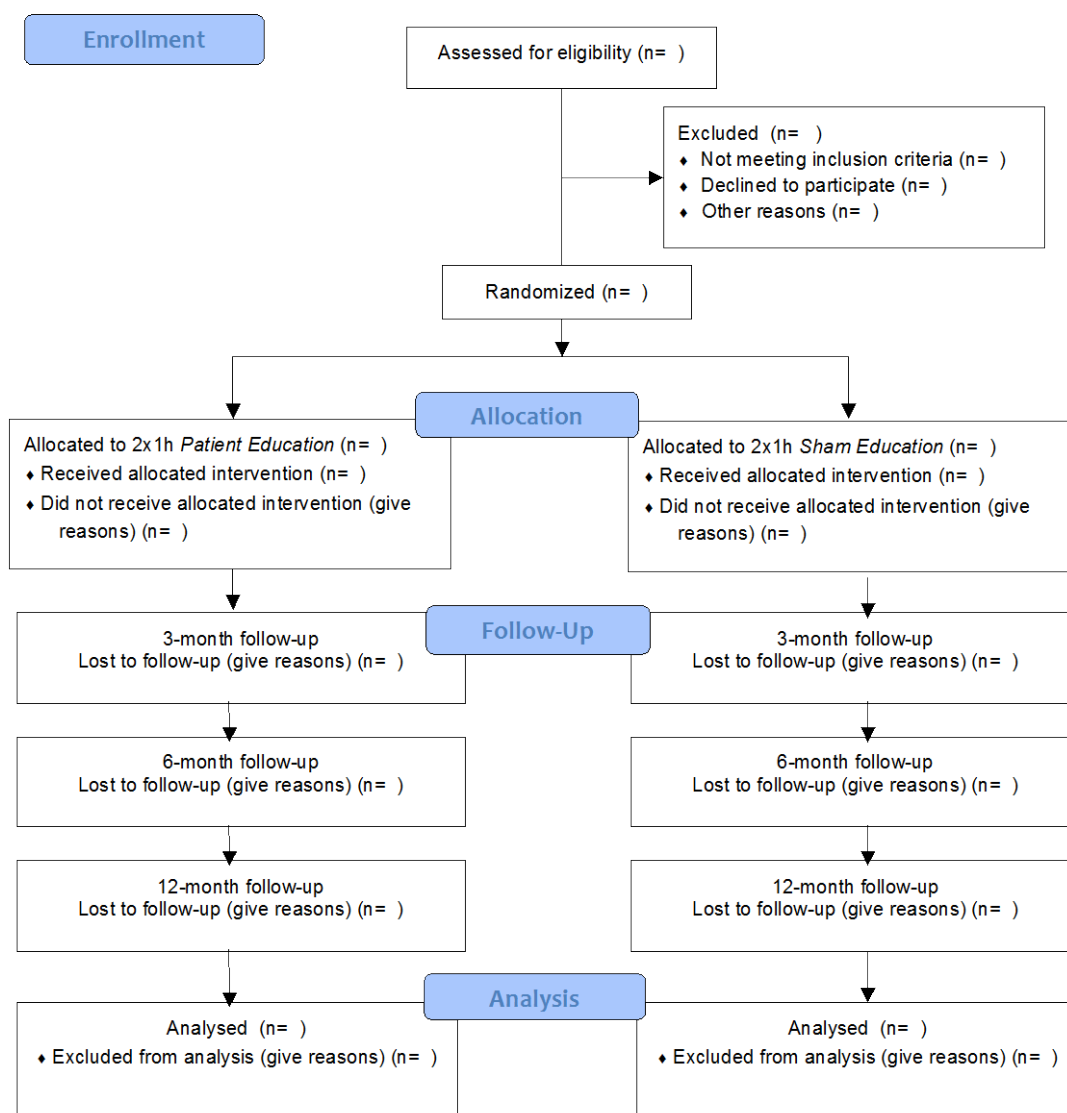 Enrollment
Assessed for eligibility (n=  )
Excluded  (n=  )
♦ Not meeting inclusion criteria (n=  )
♦ Declined to participate (n=  )
♦ Other reasons (n=  )
Randomized (n=  )
Allocation
Allocated to 2x1h Patient Education (n=  )
♦ Received allocated intervention (n=  )
♦ Did not receive allocated intervention (give
reasons) (n=  )
Allocated to 2x1h Sham Education (n=  )
♦ Received allocated intervention (n=  )
♦ Did not receive allocated intervention (give
reasons) (n=  )
Follow-Up
3-month follow-up
Lost to follow-up (give reasons) (n=  )
3-month follow-up
Lost to follow-up (give reasons) (n=  )
6-month follow-up
Lost to follow-up (give reasons) (n=  )
6-month follow-up
Lost to follow-up (give reasons) (n=  )
12-month follow-up
Lost to follow-up (give reasons) (n=  )
12-month follow-up
Lost to follow-up (give reasons) (n=  )
Analysis
Analysed  (n=  )
♦ Excluded from analysis (give reasons) (n=  )
Analysed  (n=  )
♦ Excluded from analysis (give reasons) (n=  )